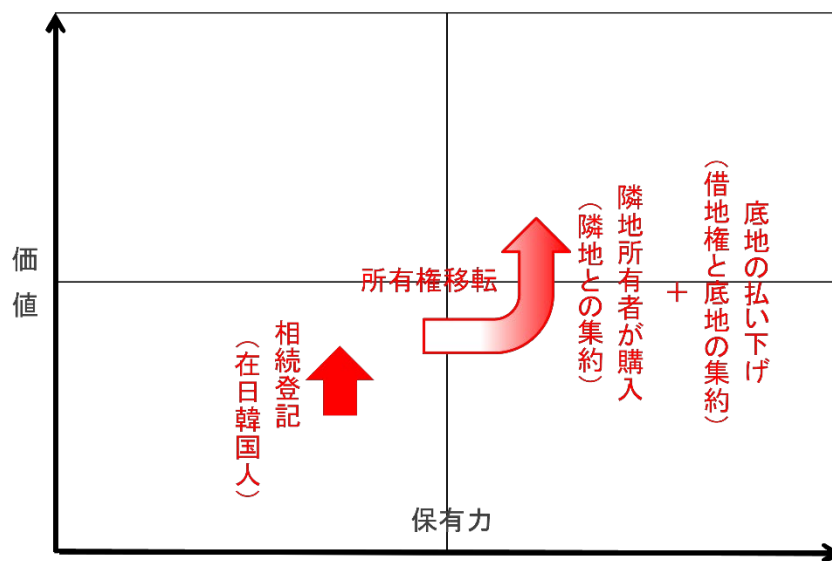 底地の払い下げ
（借地権と底地の集約）
＋
隣地所有者が購入
（隣地との集約）
所有権移転
相続登記
（在日韓国人）
価値
保有力